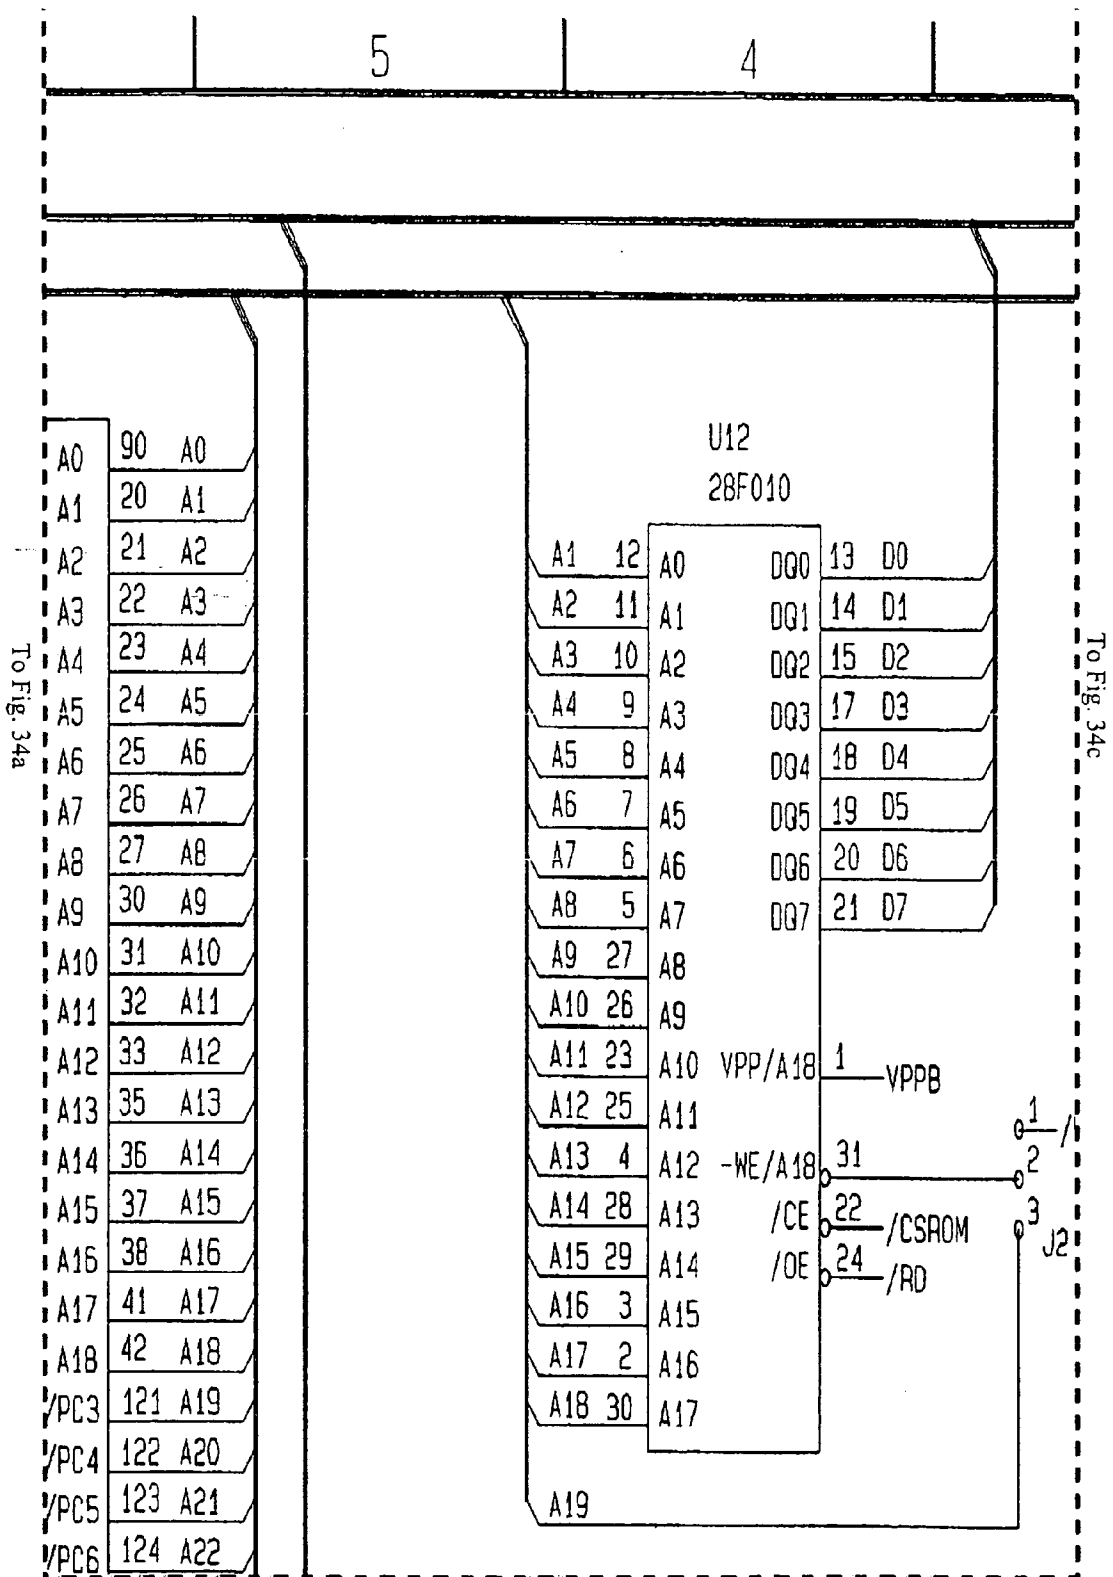 5 4
To Fig. 34a
A0 90 A0
A1 20 A1
A2 21 A2
A3 22 A3
A4 23 A4
A5 24 A5
A6 25 A6
A7 26 A7
A8 27 A8
A9 30 A9
A10 31 A10
A11 32 A11
A12 33 A12
A13 35 A13
A14 36 A14
A15 37 A15
A16 38 A16
A17 41 A17
A18 42 A18
/PC3 121 A19
/PC4 122 A20
/PC5 123 A21
/PC6 124 A22
U12
28F010
A1 12 A0 DQ0 13 D0
A2 11 A1 DQ1 14 D1
A3 10 A2 DQ2 15 D2
A4 9 A3 DQ3 17 D3
A5 8 A4 DQ4 18 D4
A6 7 A5 DQ5 19 D5
A7 6 A6 DQ6 20 D6
A8 5 A7 DQ7 21 D7
A9 27 A8
A10 26 A9
A11 23 A10 VPP/A18 1 VPPB
A12 25 A11
A13 4 A12 -WE/A18 31
A14 28 A13 /CE 22 /CSROM
A15 29 A14 /OE 24 /RD
A16 3 A15
A17 2 A16
A18 30 A17
A19
1 /
2
3
J2
To Fig. 34c